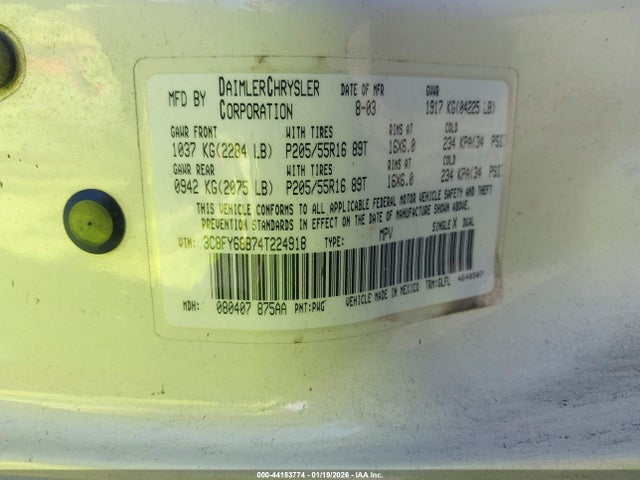 MFD BY DAIMLERCHRYSLER CORPORATION DATE OF MFR 8-03 GVWR 1917 KG(04225 LB)
GAWR FRONT WITH TIRES RIMS AT COLD
1037 KG(2284 LB) P205/55R16 89T 16X6.0 234 KPA(34 PSI)
GAWR REAR WITH TIRES RIMS AT COLD
0942 KG(2075 LB) P205/55R16 89T 16X6.0 234 KPA(34 PSI
THIS VEHICLE CONFORMS TO ALL APPLICABLE FEDERAL MOTOR VEHICLE SAFETY AND THEFT
PREVENTION STANDARDS IN EFFECT ON THE DATE OF MANUFACTURE SHOWN ABOVE.
VIN: 3C8FY68B74T224918 TYPE: MPV SINGLE X DUAL
MDH: 080407 875AA PNT:PWG VEHICLE MADE IN MEXICO TRM:GLFL 4648507
000-44183774 - 01/19/2026 - IAA Inc.